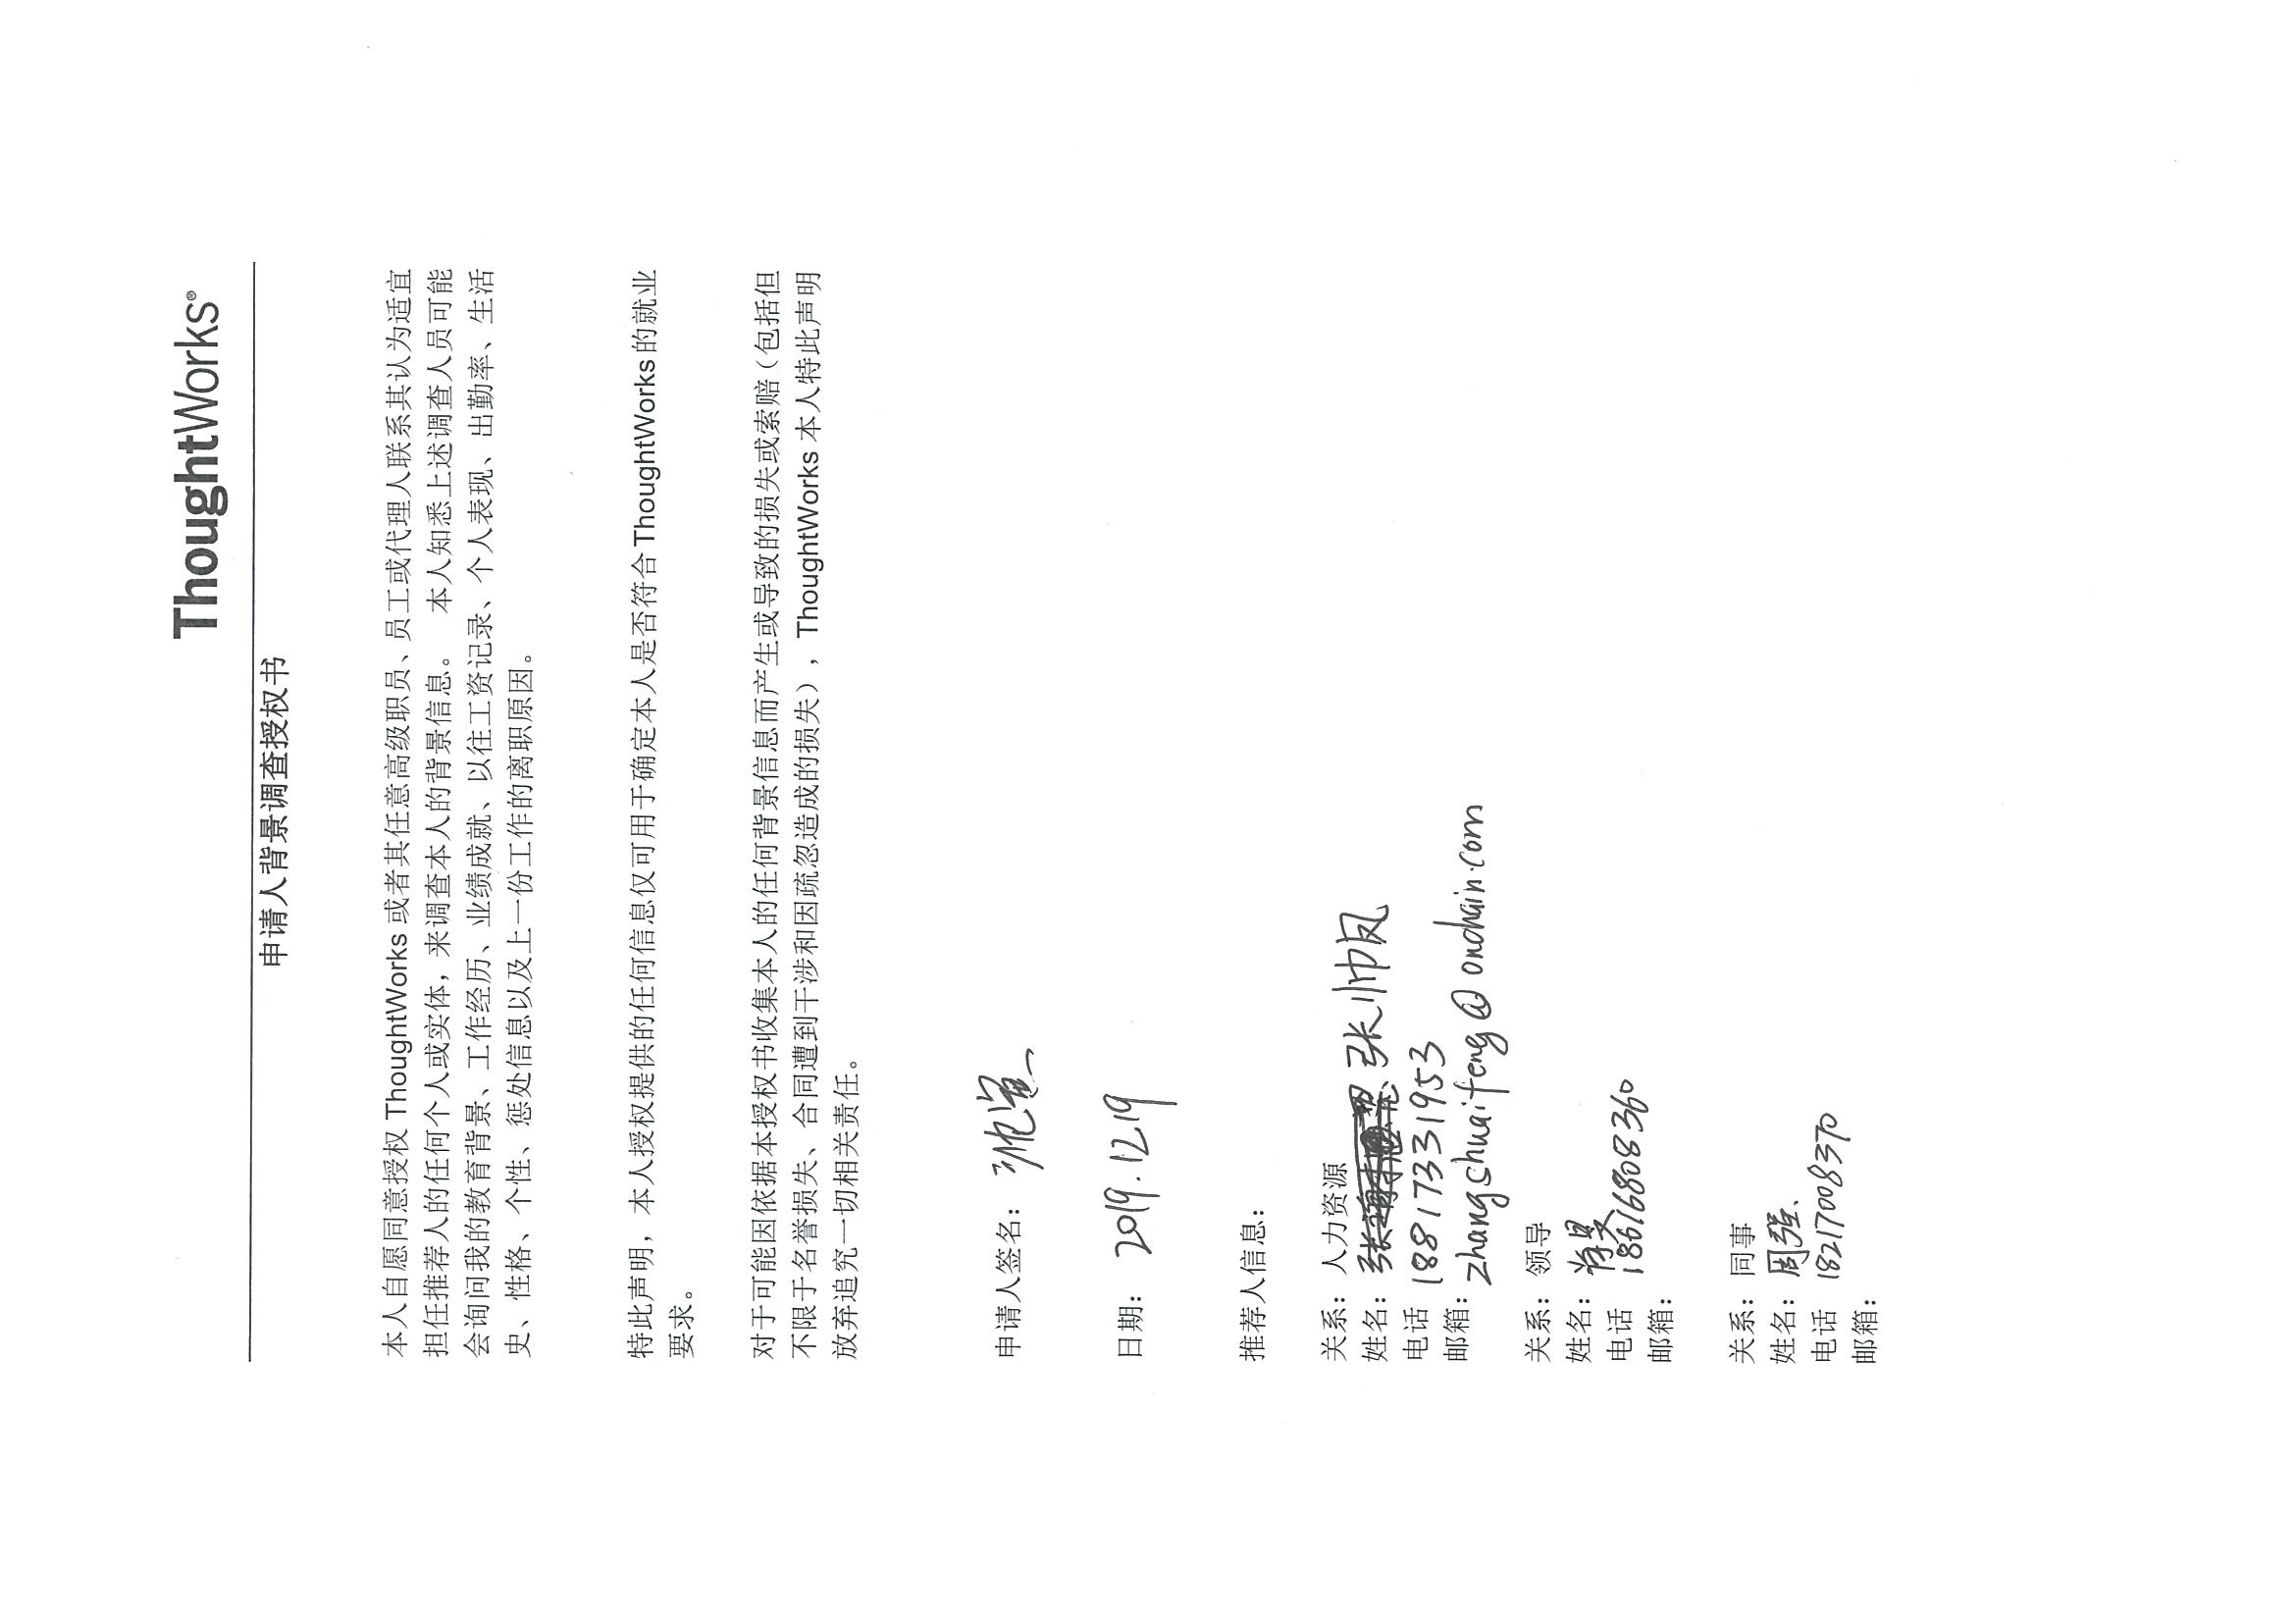 ThoughtWorks®
申请人背景调查授权书
本人自愿同意授权 ThoughtWorks 或者其任意高级职员、员工或代理人联系其认为适宜
担任推荐人的任何个人或实体，来调查本人的背景信息。 本人知悉上述调查人员可能
会询问我的教育背景、工作经历、业绩成就、以往工资记录、个人表现、出勤率、生活
史、性格、个性、惩处信息以及上一份工作的离职原因。
特此声明，本人授权提供的任何信息仅可用于确定本人是否符合 ThoughtWorks 的就业
要求。
对于可能因依据本授权书收集本人的任何背景信息而产生或导致的损失或索赔（包括但
不限于名誉损失、合同遭到干涉和因疏忽造成的损失），ThoughtWorks 本人特此声明
放弃追究一切相关责任。
申请人签名：
日期： 2019.12.19
推荐人信息：
关系： 人力资源
姓名： 张帅凤
电话 18817331953
邮箱： zhangshuaifeng@onchain.com
关系： 领导
姓名： 肖昊
电话 18616808360
邮箱：
关系： 同事
姓名： 周强
电话 18217008370
邮箱：